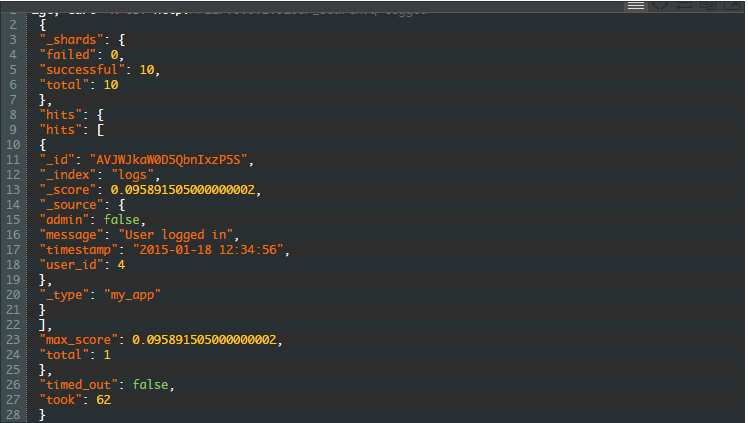 2 {
3 "_shards": {
4 "failed": 0,
5 "successful": 10,
6 "total": 10
7 },
8 "hits": {
9 "hits": [
10 {
11 "_id": "AVJWJkaW0D5QbnIxzP5S",
12 "_index": "logs",
13 "_score": 0.095891505000000002,
14 "_source": {
15 "admin": false,
16 "message": "User logged in",
17 "timestamp": "2015-01-18 12:34:56",
18 "user_id": 4
19 },
20 "_type": "my_app"
21 }
22 ],
23 "max_score": 0.095891505000000002,
24 "total": 1
25 },
26 "timed_out": false,
27 "took": 62
28 }